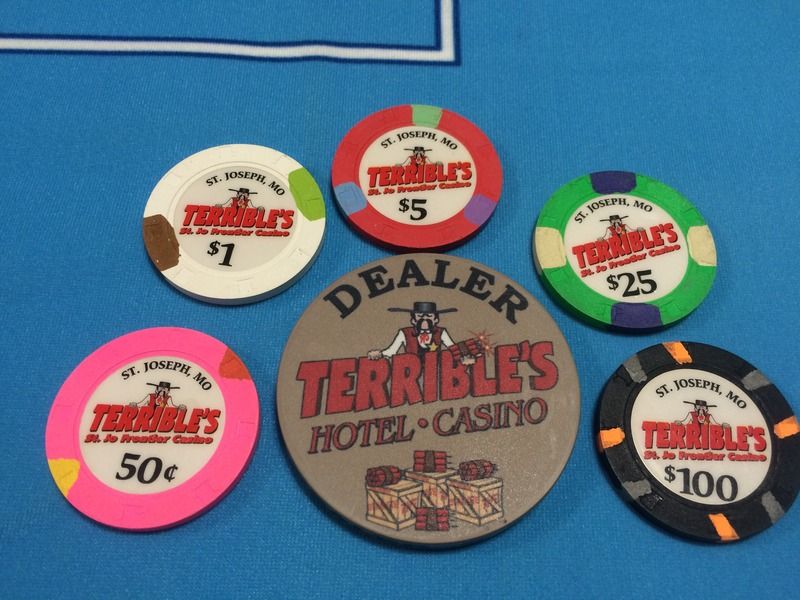 ST. JOSEPH, MO
TERRIBLE'S
St. Jo Frontier Casino
$1
ST. JOSEPH, MO
TERRIBLE'S
St. Jo Frontier Casino
$5
ST. JOSEPH, MO
TERRIBLE'S
St. Jo Frontier Casino
$25
ST. JOSEPH, MO
TERRIBLE'S
St. Jo Frontier Casino
50¢
DEALER
TERRIBLE'S
HOTEL · CASINO
ST. JOSEPH, MO
TERRIBLE'S
St. Jo Frontier Casino
$100